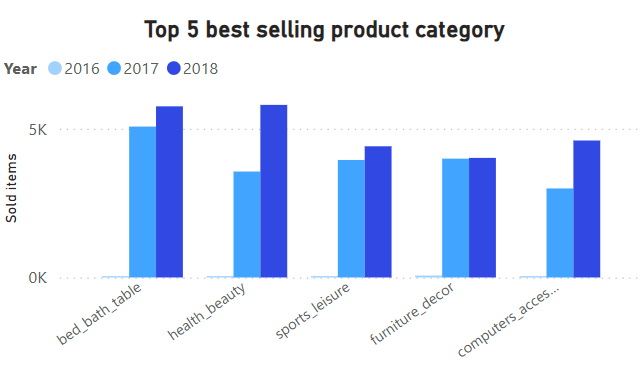 Top 5 best selling product category
Year 2016 2017 2018
5K
Sold items
0K
bed_bath_table
health_beauty
sports_leisure
furniture_decor
computers_acces...